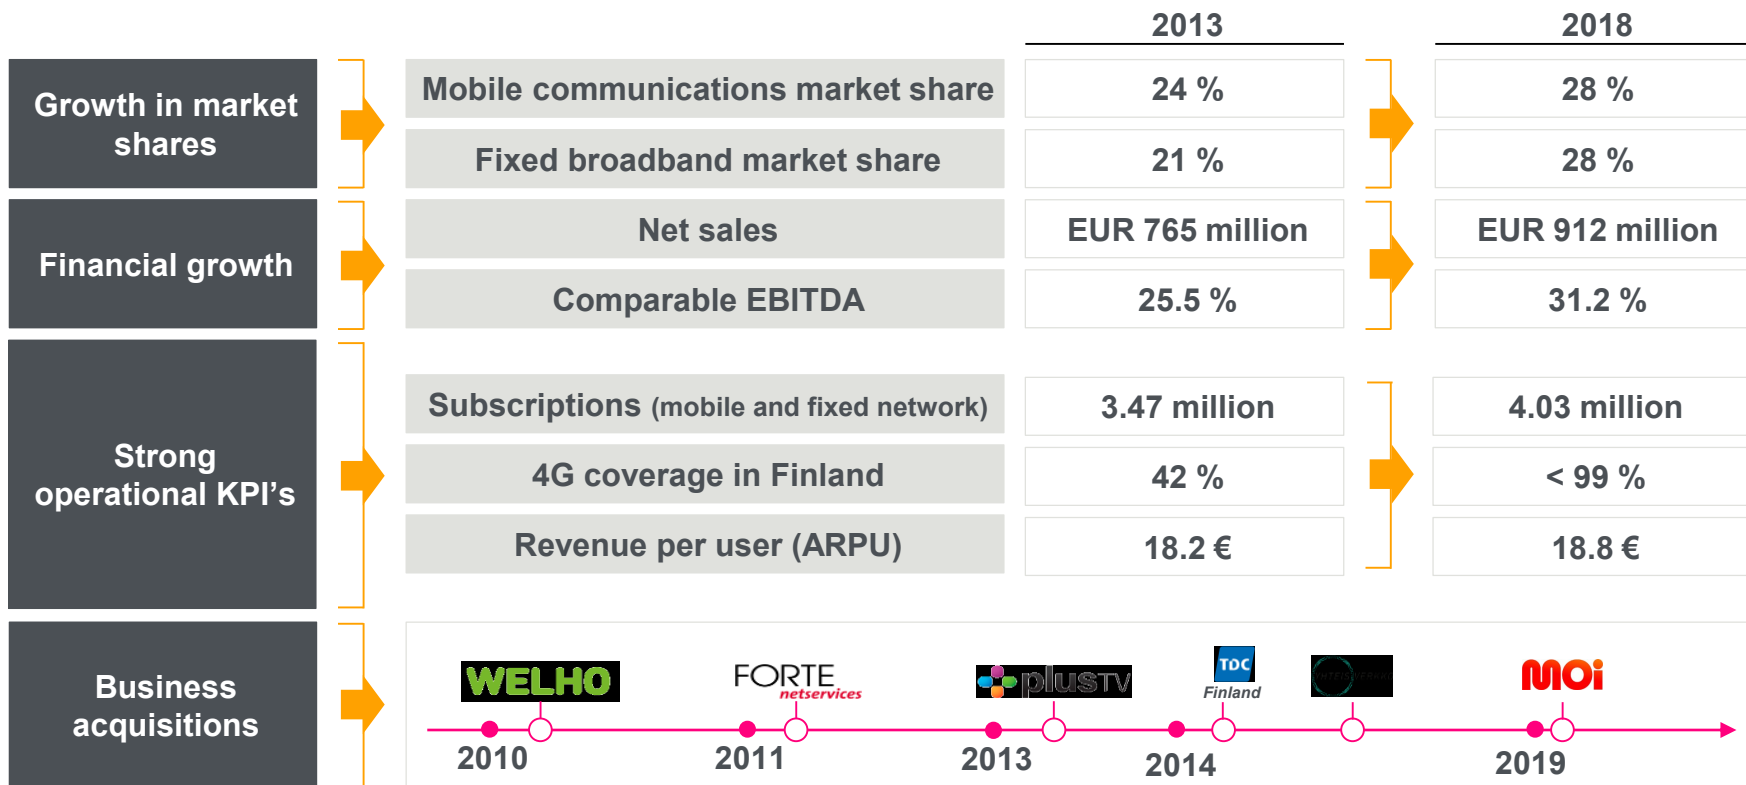 2013
2018
Growth in market
shares
Mobile communications market share
24 %
28 %
Fixed broadband market share
21 %
28 %
Financial growth
Net sales
EUR 765 million
EUR 912 million
Comparable EBITDA
25.5 %
31.2 %
Strong
operational KPI’s
Subscriptions (mobile and fixed network)
3.47 million
4.03 million
4G coverage in Finland
42 %
< 99 %
Revenue per user (ARPU)
18.2 €
18.8 €
Business
acquisitions
WELHO
FORTE
netservices
plusTV
TDC
Finland
MOi
2010
2011
2013
2014
2019